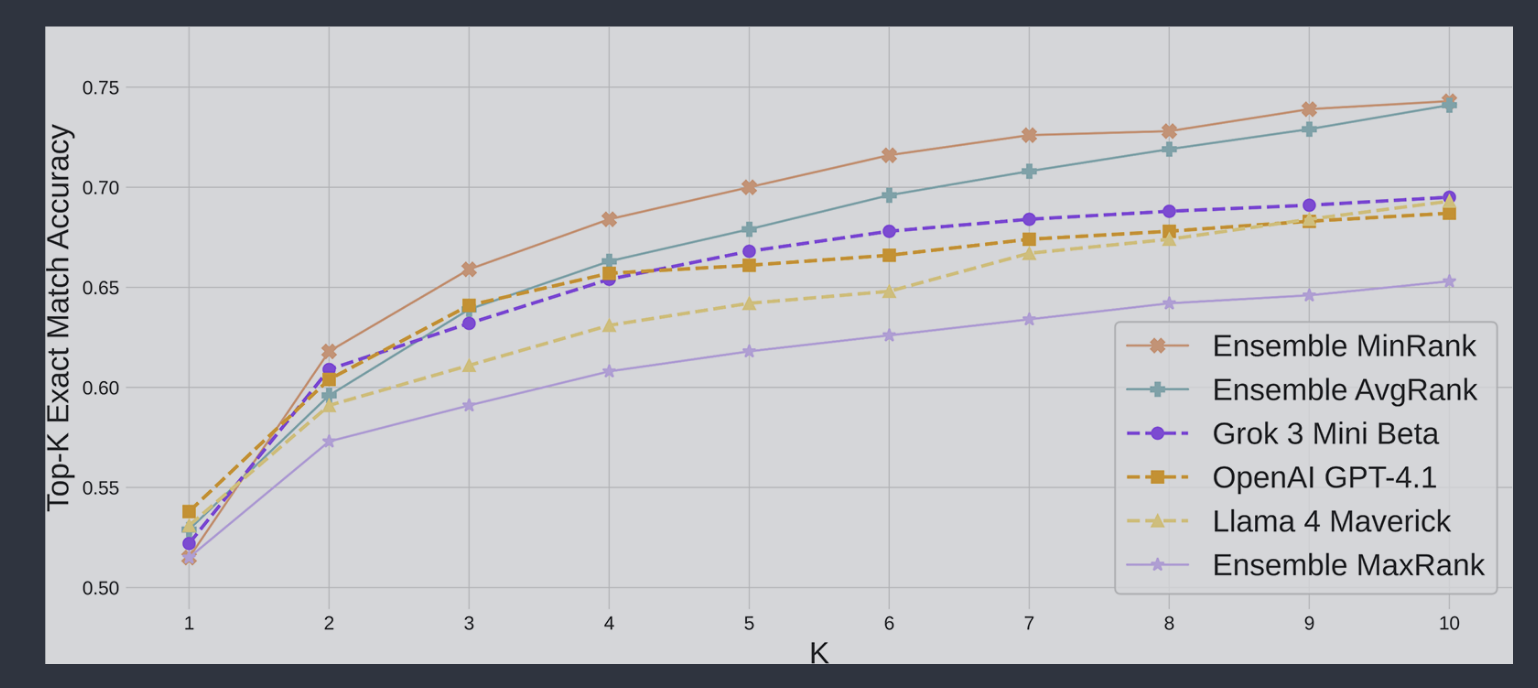 Top-K Exact Match Accuracy
0.75
0.70
0.65
0.60
0.55
0.50
1 2 3 4 5 6 7 8 9 10
K
Ensemble MinRank
Ensemble AvgRank
Grok 3 Mini Beta
OpenAI GPT-4.1
Llama 4 Maverick
Ensemble MaxRank